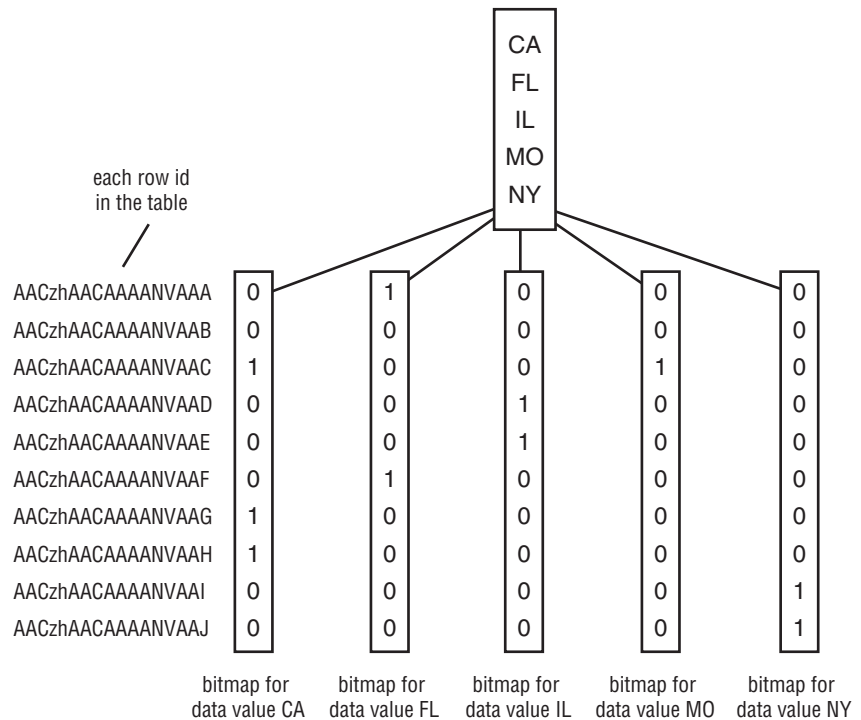 CA
FL
IL
MO
NY
each row id
in the table
AACzhAACAAAANVAAA 0 1 0 0 0
AACzhAACAAAANVAAB 0 0 0 0 0
AACzhAACAAAANVAAC 1 0 0 1 0
AACzhAACAAAANVAAD 0 0 1 0 0
AACzhAACAAAANVAAE 0 0 1 0 0
AACzhAACAAAANVAAF 0 1 0 0 0
AACzhAACAAAANVAAG 1 0 0 0 0
AACzhAACAAAANVAAH 1 0 0 0 0
AACzhAACAAAANVAAI 0 0 0 0 1
AACzhAACAAAANVAAJ 0 0 0 0 1
bitmap for bitmap for bitmap for bitmap for bitmap for
data value CA data value FL data value IL data value MO data value NY